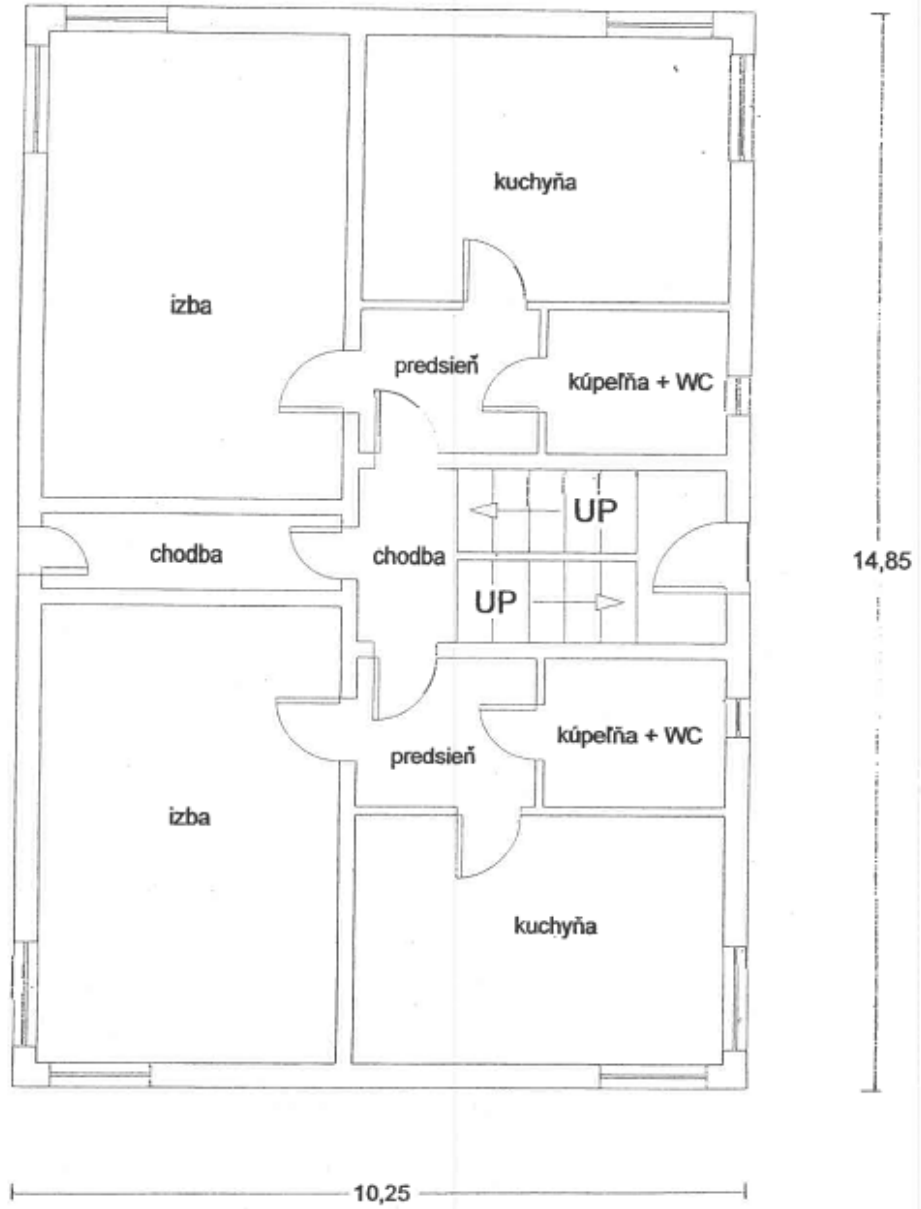 kuchyňa
izba
predsieň
kúpeľňa + WC
UP
chodba
chodba
14,85
UP
kúpeľňa + WC
predsieň
izba
kuchyňa
10,25